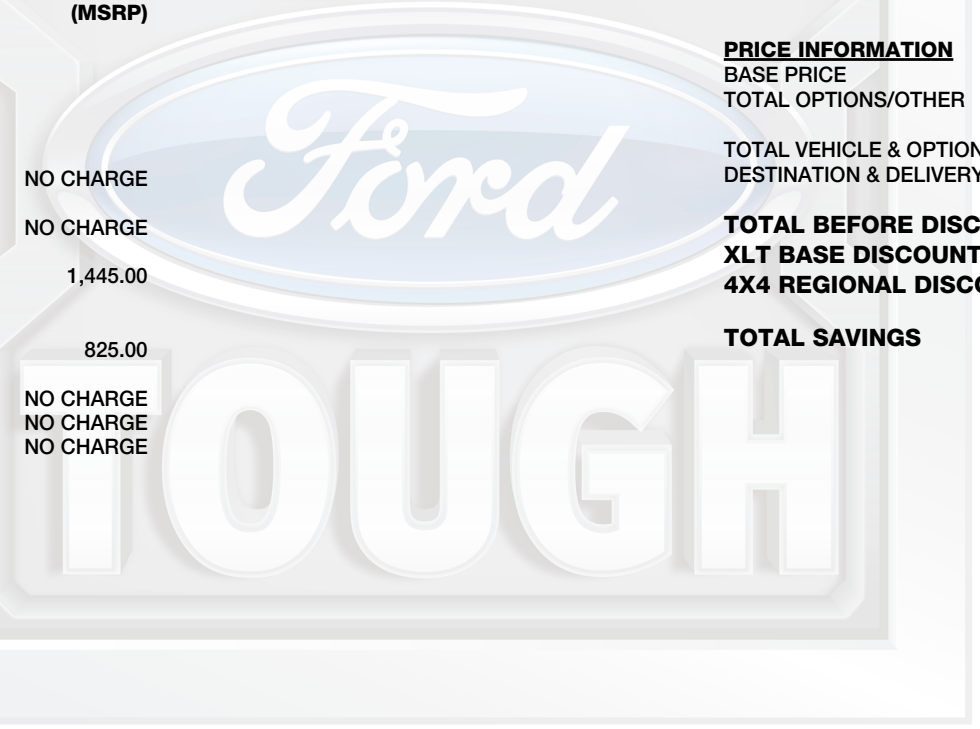 (MSRP)
NO CHARGE
NO CHARGE
1,445.00
825.00
NO CHARGE
NO CHARGE
NO CHARGE
PRICE INFORMATION
BASE PRICE
TOTAL OPTIONS/OTHER
TOTAL VEHICLE & OPTION
DESTINATION & DELIVERY
TOTAL BEFORE DISC
XLT BASE DISCOUNT
4X4 REGIONAL DISCO
TOTAL SAVINGS
Ford
TOUGH